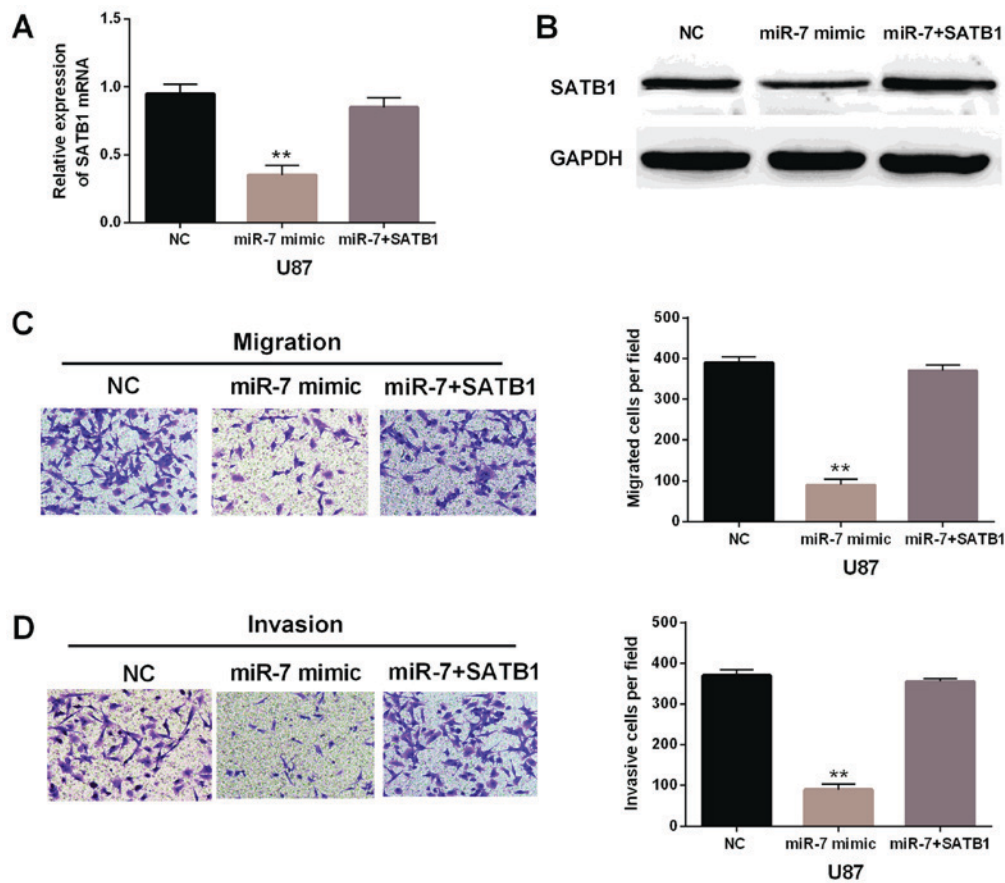 A
Relative expression
of SATB1 mRNA
1.5
1.0
0.5
0.0
**
NC
miR-7 mimic
miR-7+SATB1
U87
B
NC
miR-7 mimic
miR-7+SATB1
SATB1
GAPDH
C
Migration
NC
miR-7 mimic
miR-7+SATB1
Migrated cells per field
500
400
300
200
100
0
**
NC
miR-7 mimic
miR-7+SATB1
U87
D
Invasion
NC
miR-7 mimic
miR-7+SATB1
Invasive cells per field
500
400
300
200
100
0
**
NC
miR-7 mimic
miR-7+SATB1
U87